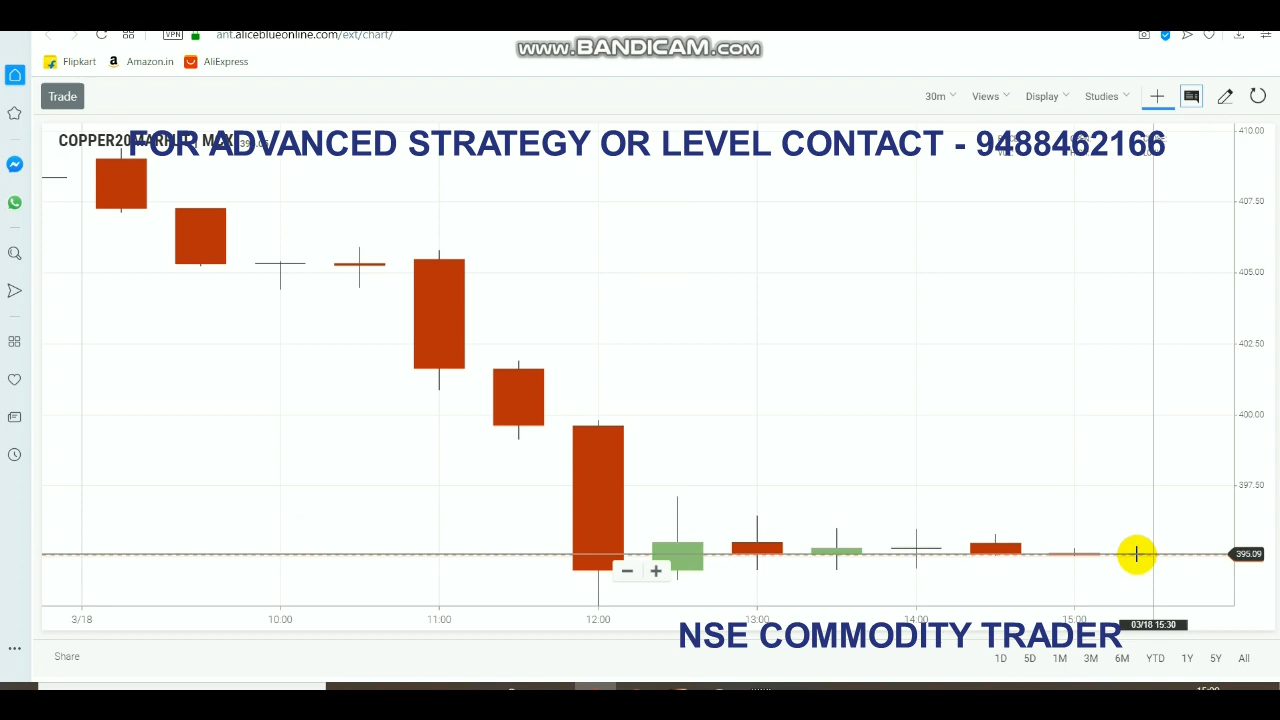 VPN ant.aliceblueonline.com/ext/chart/
www.BANDICAM.com
Flipkart a Amazon.in AliExpress
Trade 30m Views Display Studies
FOR ADVANCED STRATEGY OR LEVEL CONTACT - 9488462166
410.00
407.50
405.00
402.50
400.00
397.50
395.09
3/18 10:00 11:00 12:00 13:00 14:00 15:00
03/18 15:30
NSE COMMODITY TRADER
Share 1D 5D 1M 3M 6M YTD 1Y 5Y All